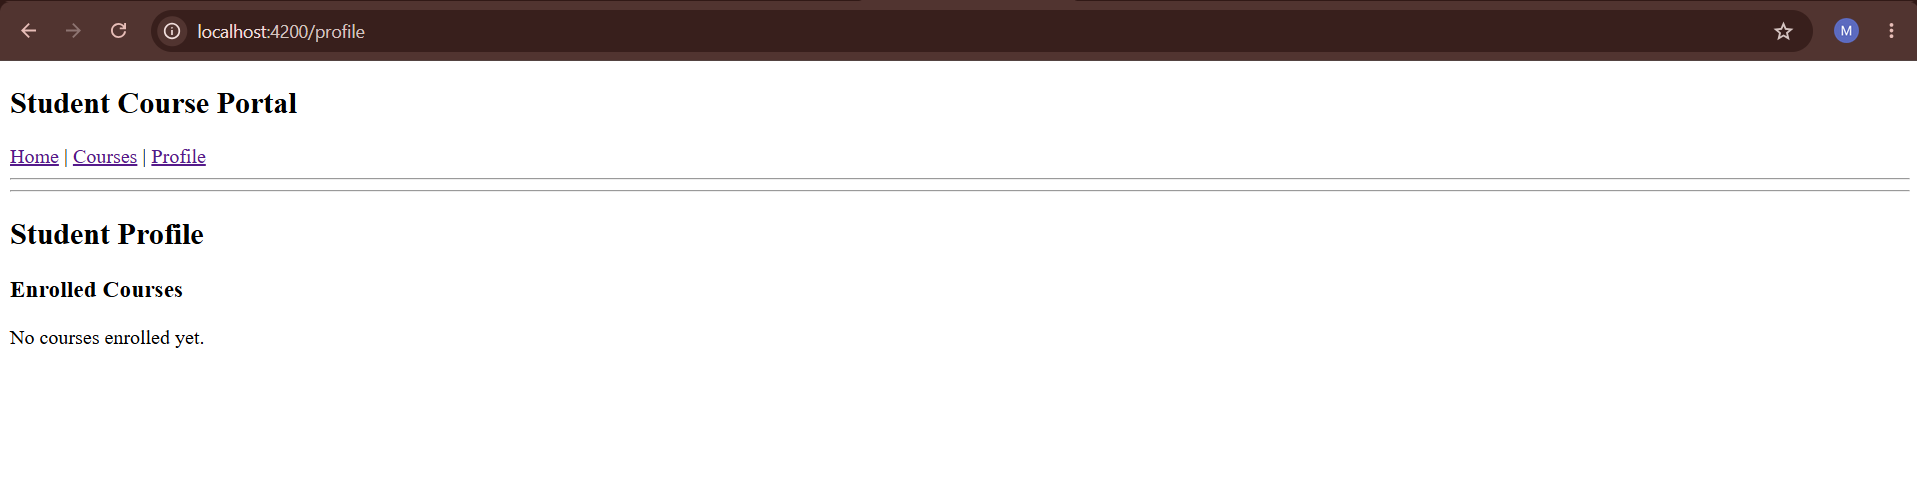 localhost:4200/profile
M
Student Course Portal
Home | Courses | Profile
Student Profile
Enrolled Courses
No courses enrolled yet.